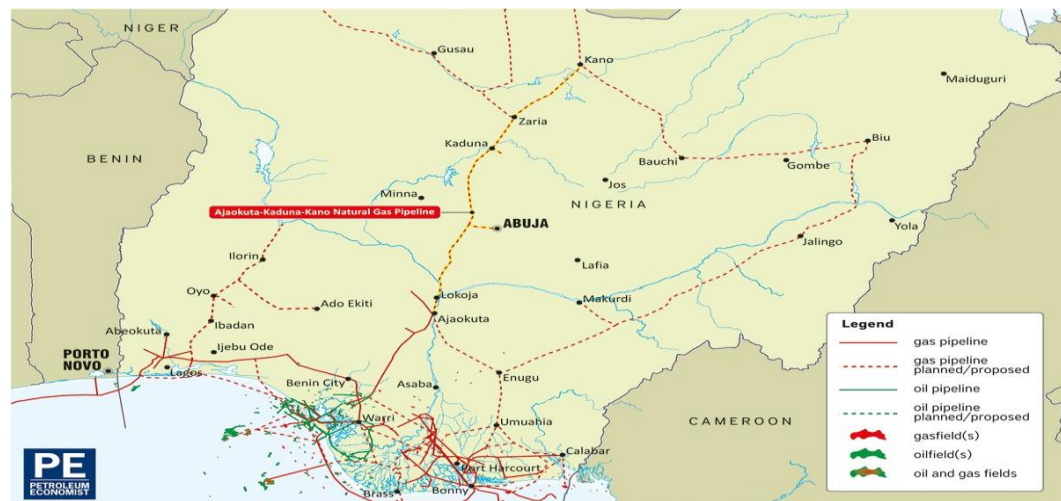 NIGER
Gusau
Kano
Maiduguri
Zaria
Kaduna
Biu
BENIN
Bauchi
Gombe
Jos
Minna
NIGERIA
Ajaokuta-Kaduna-Kano Natural Gas Pipeline
ABUJA
Yola
Jalingo
Ilorin
Lafia
Oyo
Lokoja
Makurdi
Ado Ekiti
Ajaokuta
Ibadan
Abeokuta
Ijebu Ode
PORTO
NOVO
Lagos
Benin City
Asaba
Enugu
Warri
Umuahia
CAMEROON
Calabar
Port Harcourt
Brass
Bonny
Legend
gas pipeline
gas pipeline
planned/proposed
oil pipeline
oil pipeline
planned/proposed
gasfield(s)
oilfield(s)
oil and gas fields
PE
PETROLEUM
ECONOMIST